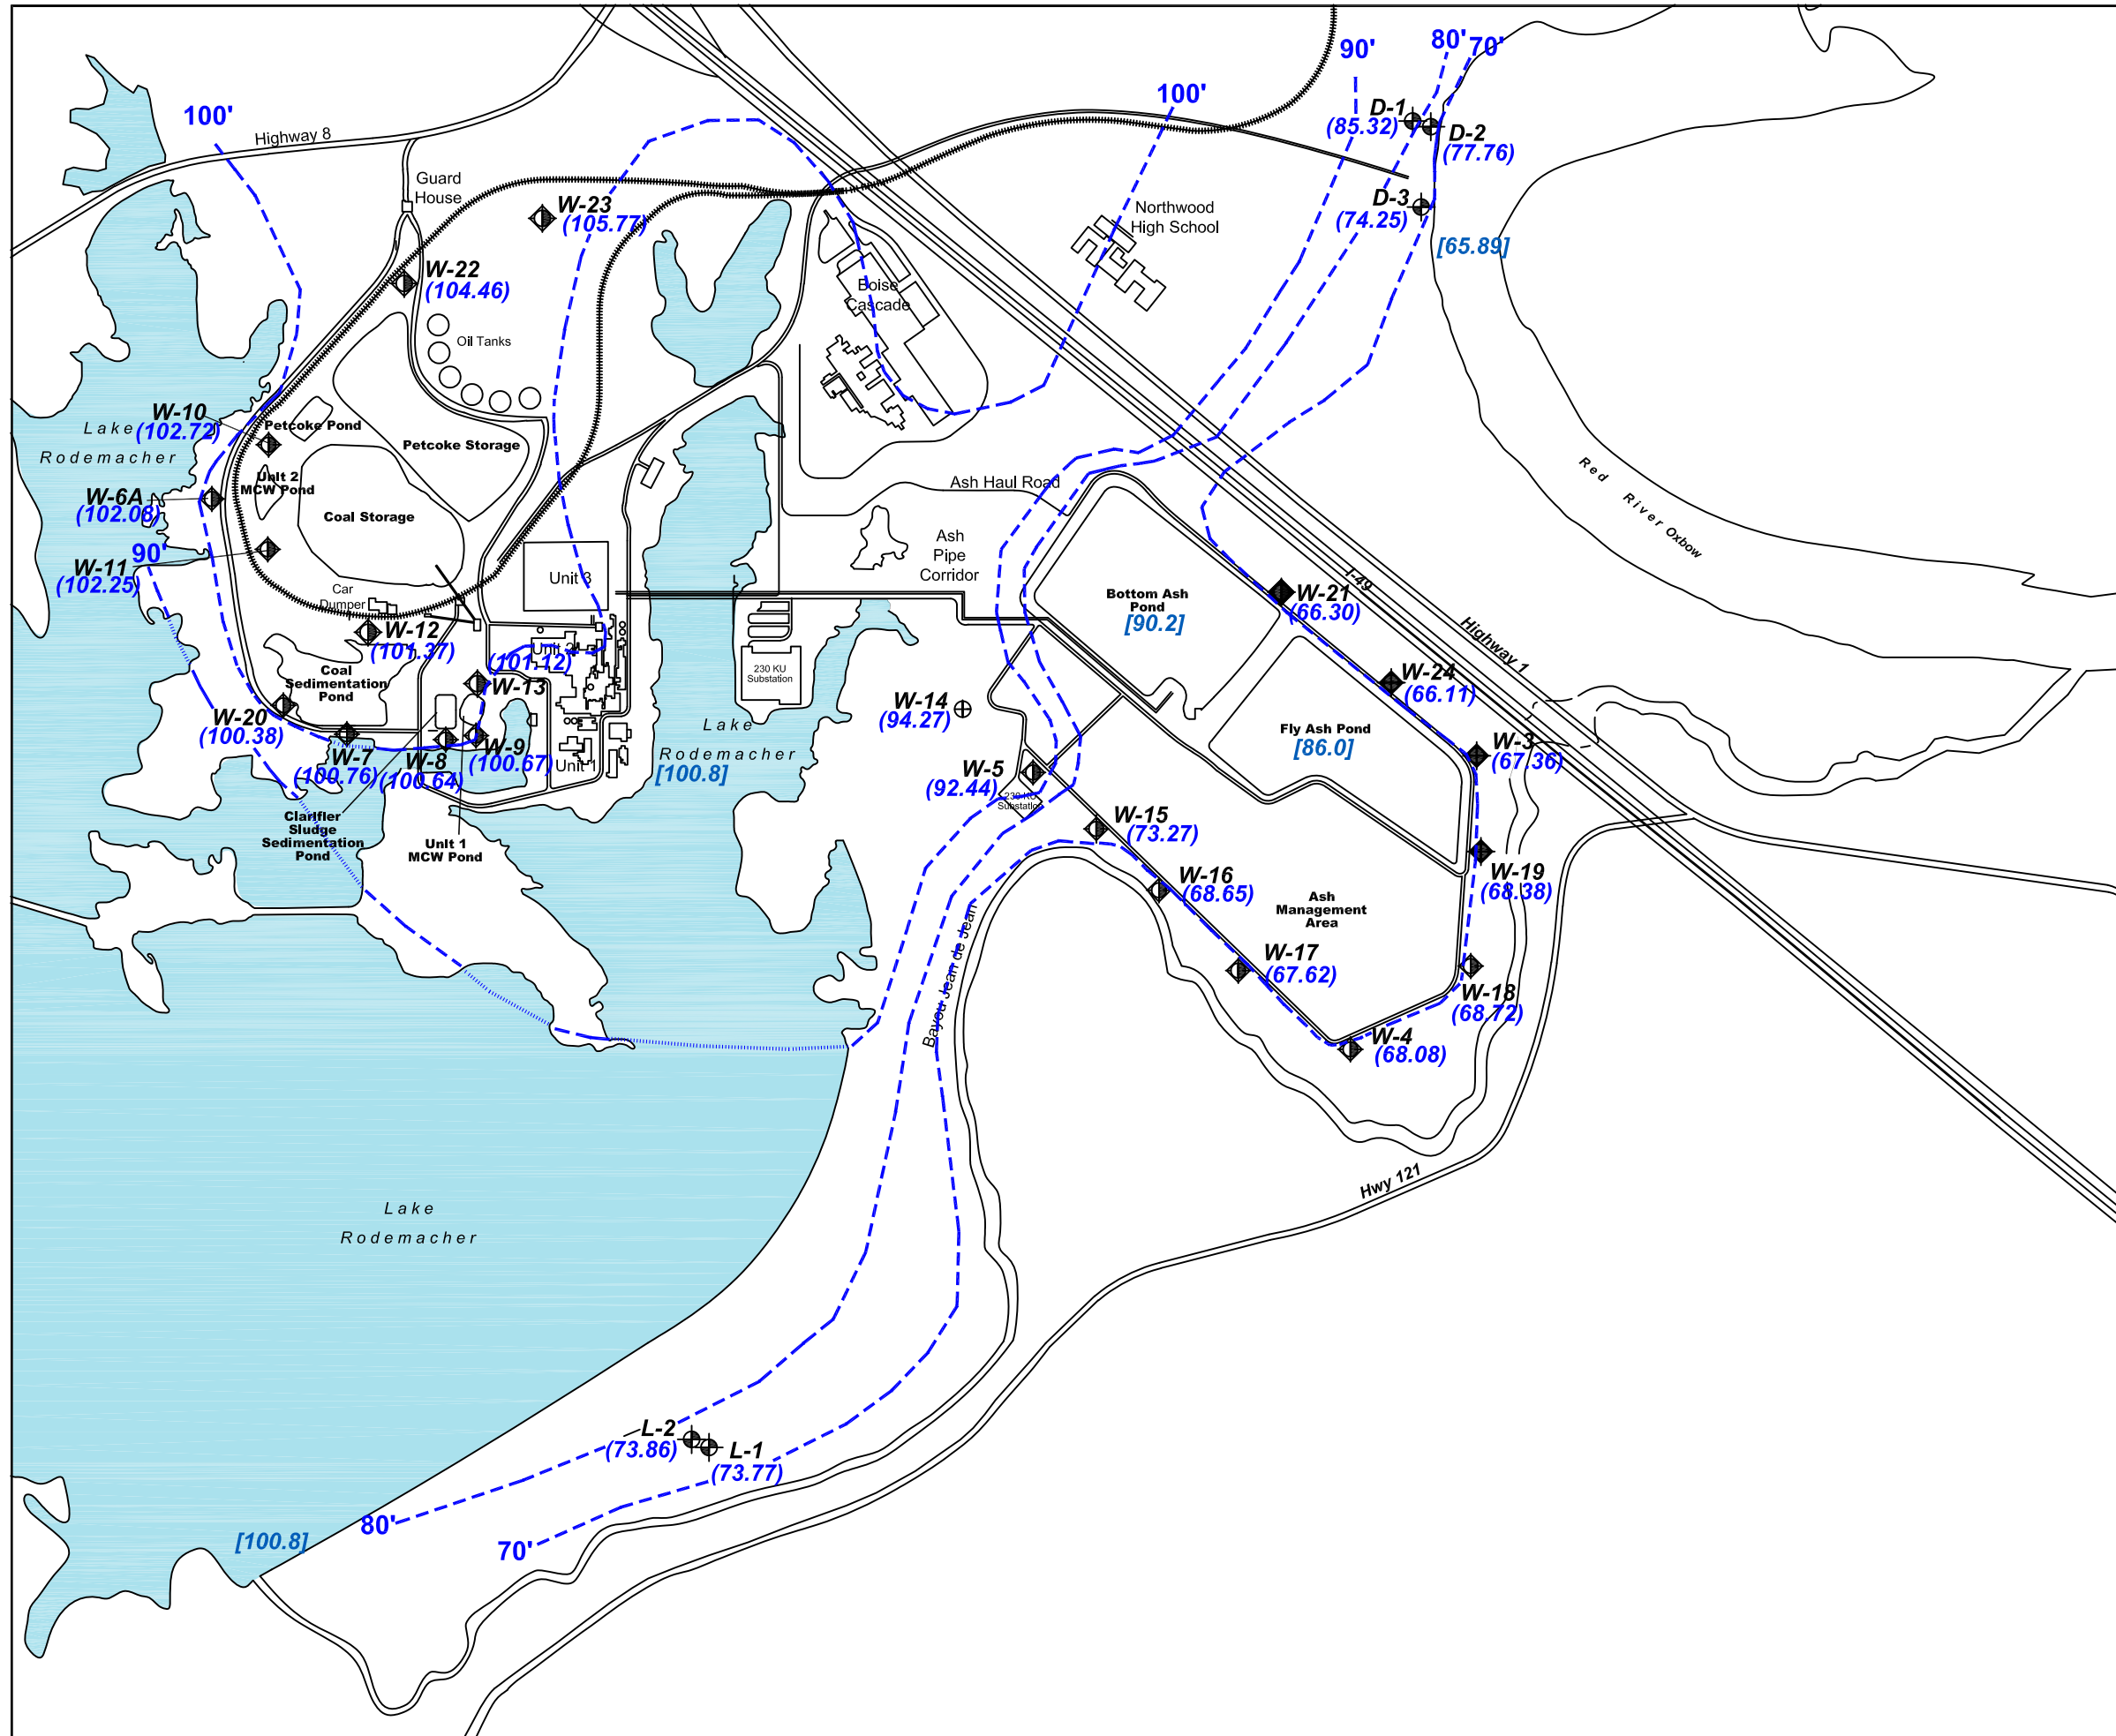 90'
80'
70'
100'
100'
D-1
(85.32)
D-2
(77.76)
Highway 8
Guard
House
W-23
(105.77)
Northwood
High School
D-3
(74.25)
[65.89]
W-22
(104.46)
Boise
Cascade
Oil Tanks
W-10
(102.72)
Petcoke Pond
Petcoke Storage
Lake
Rodemacher
Unit 2
MCW Pond
W-6A
(102.08)
Coal Storage
Ash Haul Road
Red River Oxbow
90'
W-11
(102.25)
Ash
Pipe
Corridor
Unit 3
Car
Dumper
Bottom Ash
Pond
[90.2]
W-21
(66.30)
I-49
Highway 1
W-12
(101.37)
Unit 2
(101.12)
W-13
Coal
Sedimentation
Pond
230 KU
Substation
W-24
(66.11)
W-14
(94.27)
W-20
(100.38)
Fly Ash Pond
[86.0]
W-3
(67.36)
Lake
Rodemacher
[100.8]
W-7
(100.76)
W-8
(100.64)
W-9
(100.67)
Unit 1
W-5
(92.44)
230 KU
Substation
Clarifier
Sludge
Sedimentation
Pond
Unit 1
MCW Pond
W-15
(73.27)
W-16
(68.65)
W-19
(68.38)
Ash
Management
Area
Bayou Jean de Jean
W-17
(67.62)
W-18
(68.72)
W-4
(68.08)
Hwy 121
Lake
Rodemacher
L-2
(73.86)
L-1
(73.77)
80'
[100.8]
70'